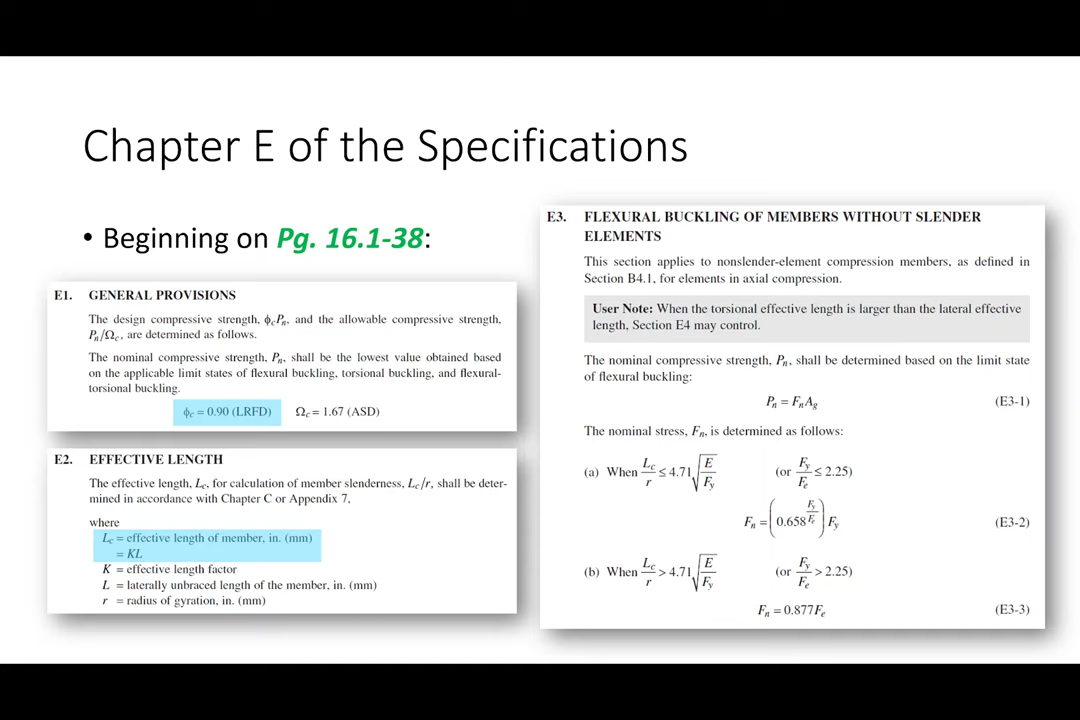 Chapter E of the Specifications
• Beginning on Pg. 16.1-38:
E1. GENERAL PROVISIONS
The design compressive strength, ϕcPn, and the allowable compressive strength,
Pn/Ωc, are determined as follows.
The nominal compressive strength, Pn, shall be the lowest value obtained based
on the applicable limit states of flexural buckling, torsional buckling, and flexural-
torsional buckling.
ϕc = 0.90 (LRFD) Ωc = 1.67 (ASD)
E2. EFFECTIVE LENGTH
The effective length, Lc, for calculation of member slenderness, Lc/r, shall be deter-
mined in accordance with Chapter C or Appendix 7,
where
Lc = effective length of member, in. (mm)
= KL
K = effective length factor
L = laterally unbraced length of the member, in. (mm)
r = radius of gyration, in. (mm)
E3. FLEXURAL BUCKLING OF MEMBERS WITHOUT SLENDER
ELEMENTS
This section applies to nonslender-element compression members, as defined in
Section B4.1, for elements in axial compression.
User Note: When the torsional effective length is larger than the lateral effective
length, Section E4 may control.
The nominal compressive strength, Pn, shall be determined based on the limit state
of flexural buckling:
Pn = FnAg (E3-1)
The nominal stress, Fn, is determined as follows:
(a) When Lc/r ≤ 4.71√(E/Fy) (or Fy/Fe ≤ 2.25)
Fn = (0.658^(Fy/Fe)) Fy (E3-2)
(b) When Lc/r > 4.71√(E/Fy) (or Fy/Fe > 2.25)
Fn = 0.877Fe (E3-3)